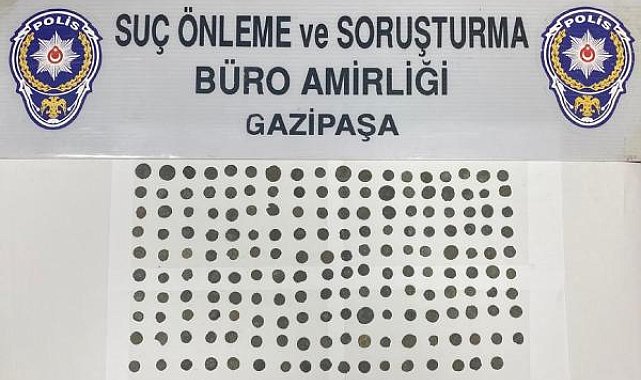 POLİS
SUÇ ÖNLEME ve SORUŞTURMA
BÜRO AMİRLİĞİ
GAZİPAŞA
POLİS